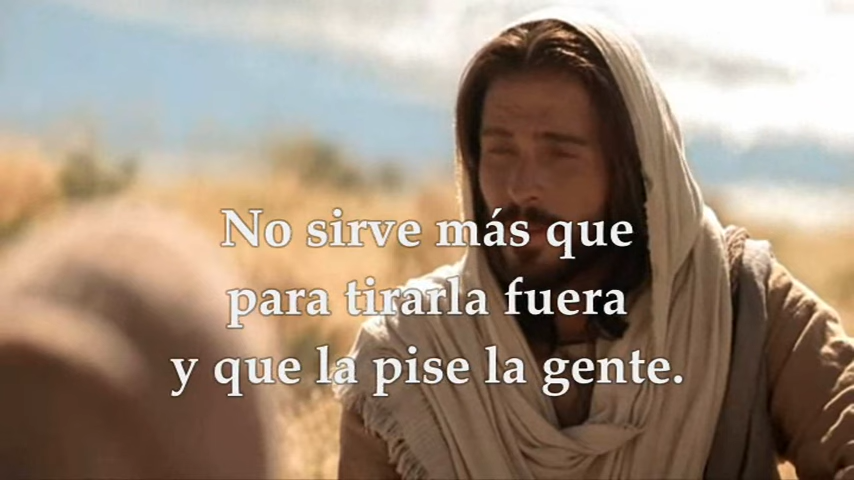 No sirve más que
para tirarla fuera
y que la pise la gente.